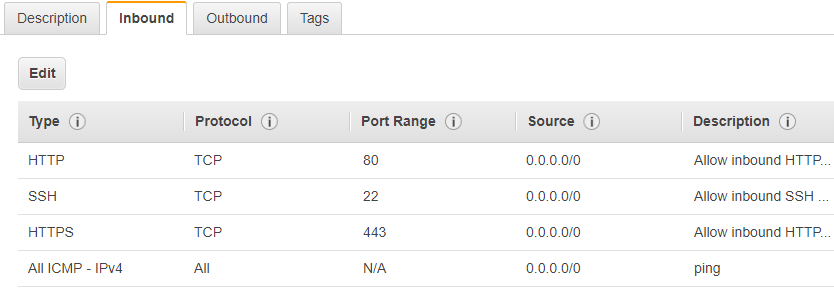 Description Inbound Outbound Tags
Edit
Type Protocol Port Range Source Description
HTTP TCP 80 0.0.0.0/0 Allow inbound HTTP...
SSH TCP 22 0.0.0.0/0 Allow inbound SSH ...
HTTPS TCP 443 0.0.0.0/0 Allow inbound HTTP...
All ICMP - IPv4 All N/A 0.0.0.0/0 ping